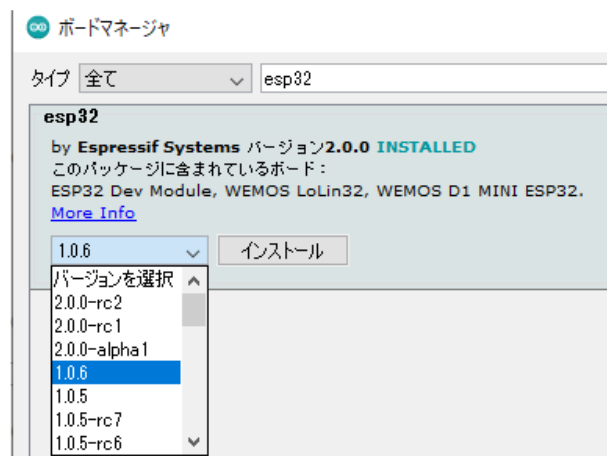 ボードマネージャ
タイプ 全て esp32
esp32
by Espressif Systems バージョン2.0.0 INSTALLED
このパッケージに含まれているボード：
ESP32 Dev Module, WEMOS LoLin32, WEMOS D1 MINI ESP32.
More Info
1.0.6 インストール
バージョンを選択
2.0.0-rc2
2.0.0-rc1
2.0.0-alpha1
1.0.6
1.0.5
1.0.5-rc7
1.0.5-rc6